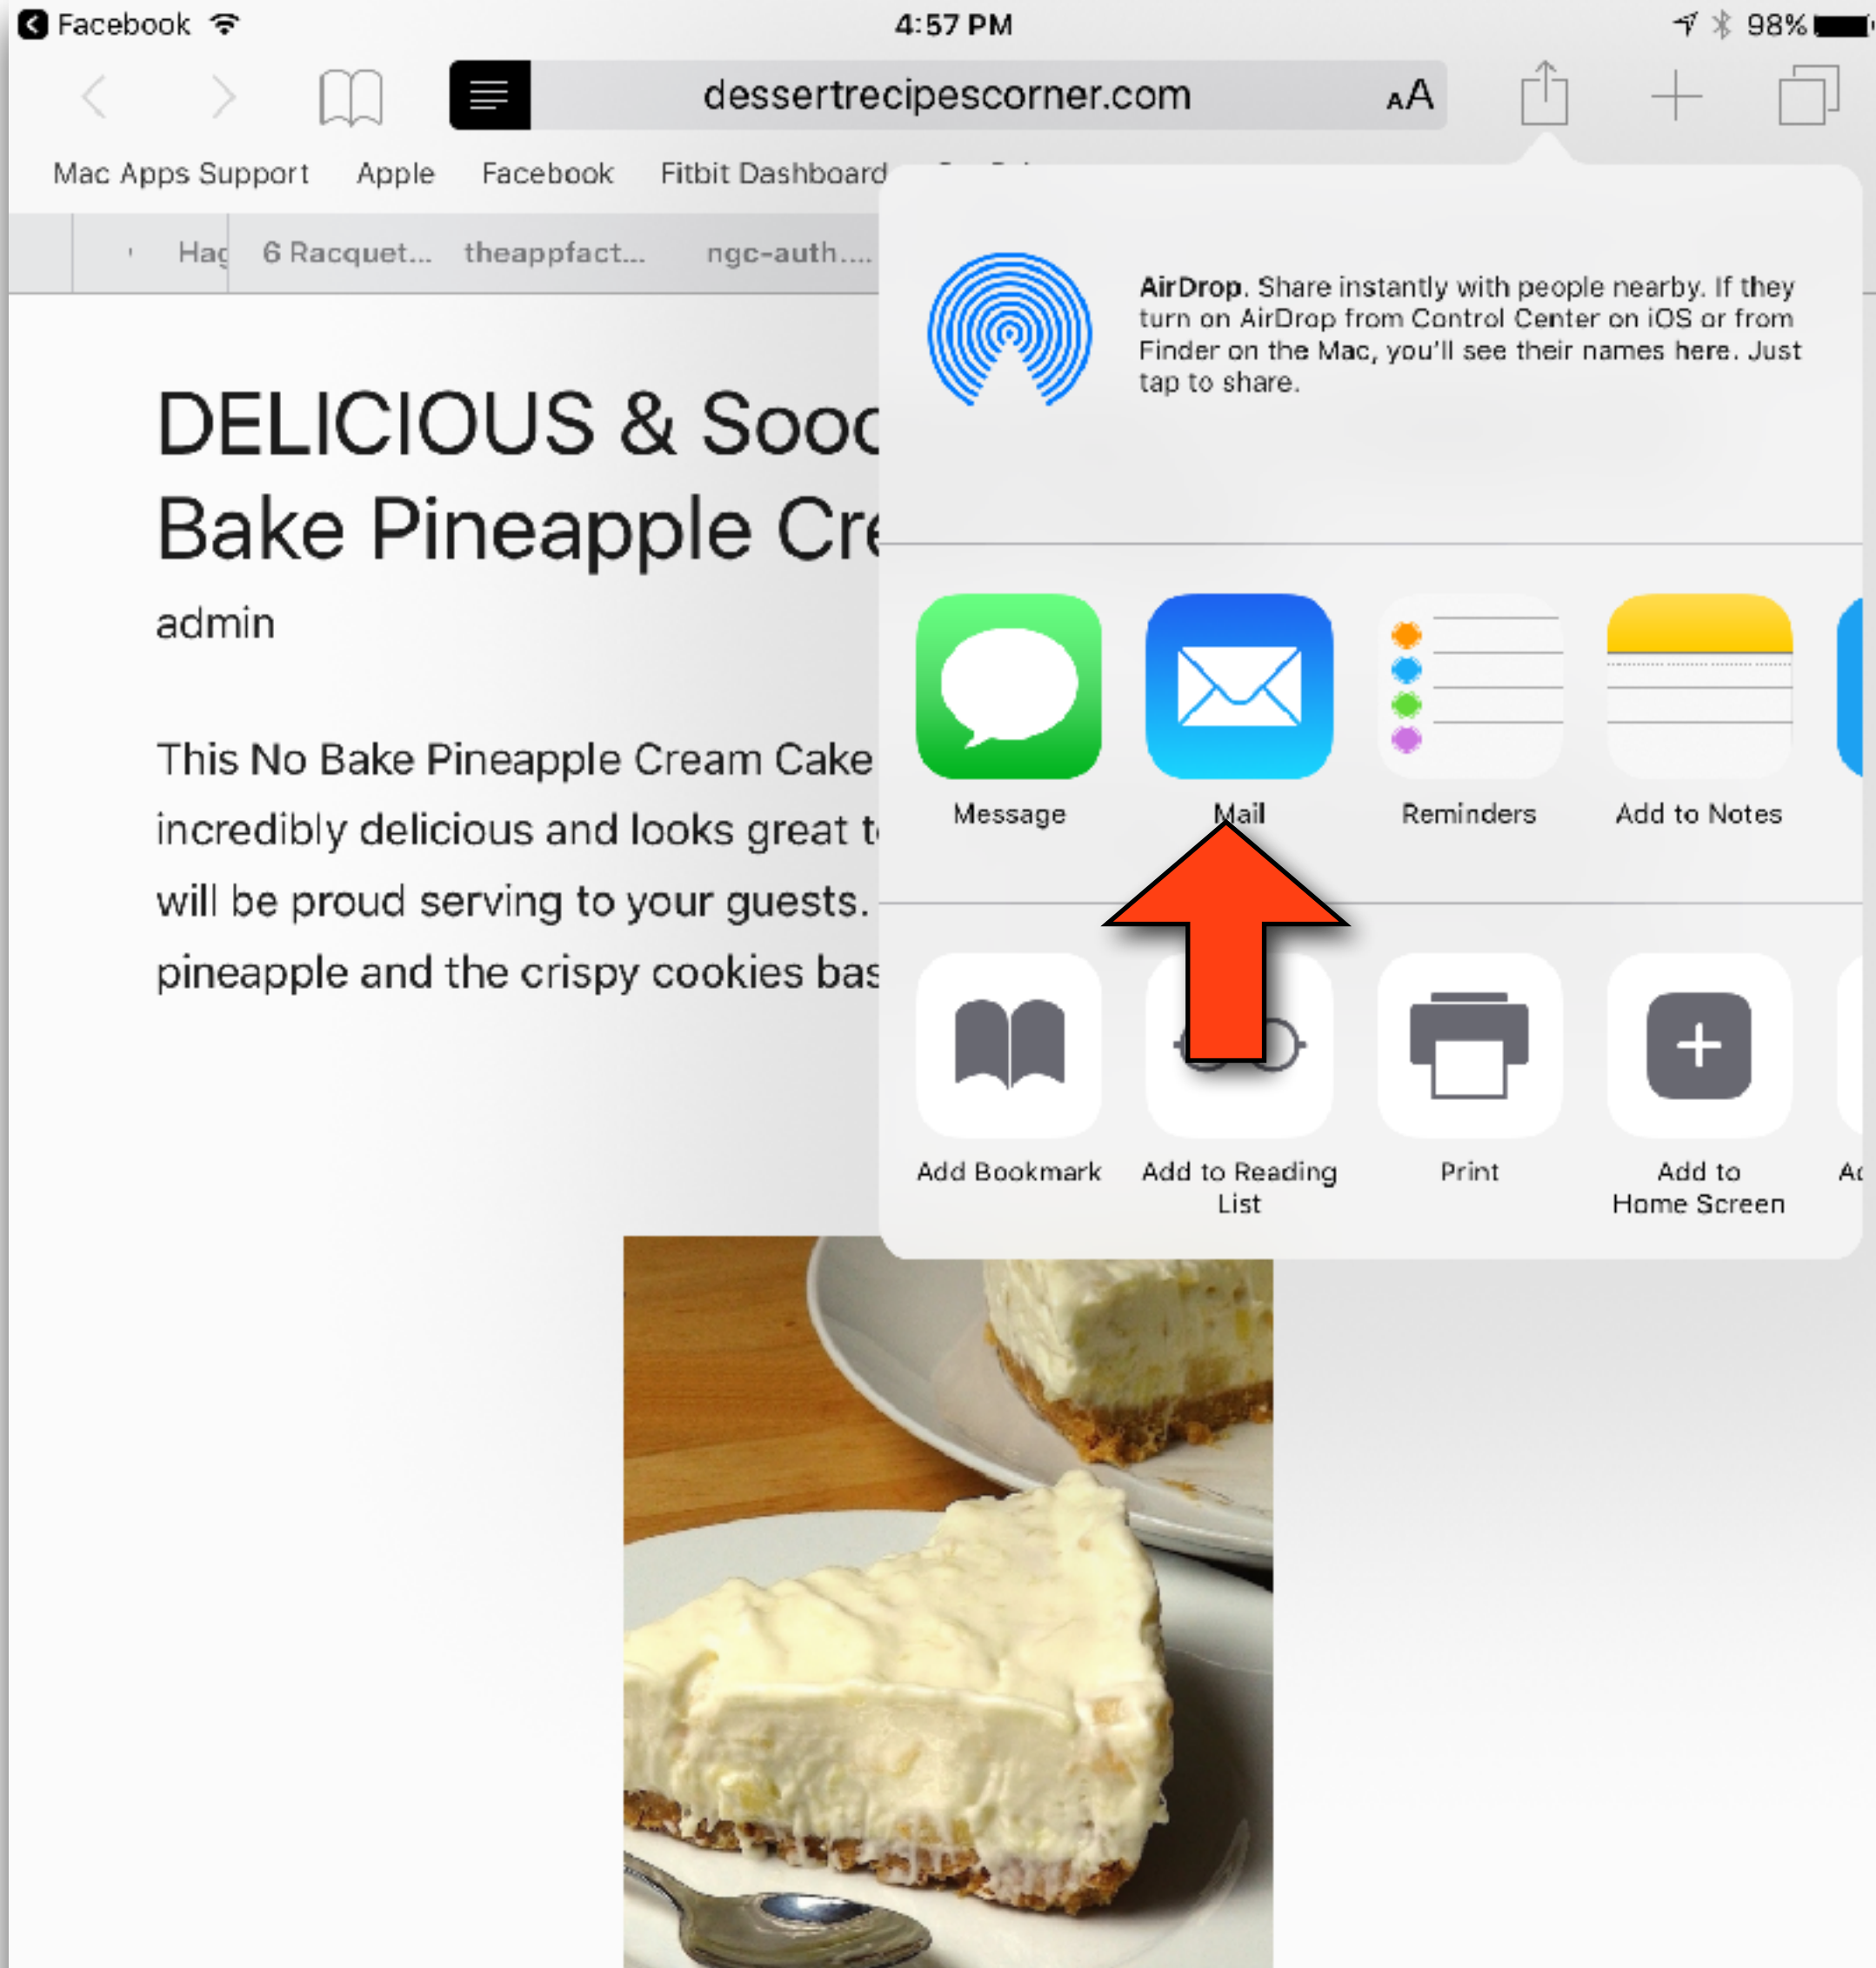 Facebook
4:57 PM
98%
dessertrecipescorner.com
AA
Mac Apps Support Apple Facebook Fitbit Dashboard
6 Racquet... theappfact... ngc-auth....
DELICIOUS &
Bake Pineapple
admin
This No Bake Pineapple Cream Cake
incredibly delicious and looks great
will be proud serving to your guests.
pineapple and the crispy cookies
AirDrop. Share instantly with people nearby. If they
turn on AirDrop from Control Center on iOS or from
Finder on the Mac, you'll see their names here. Just
tap to share.
Message Mail Reminders Add to Notes
Add Bookmark Add to Reading Print Add to
List Home Screen